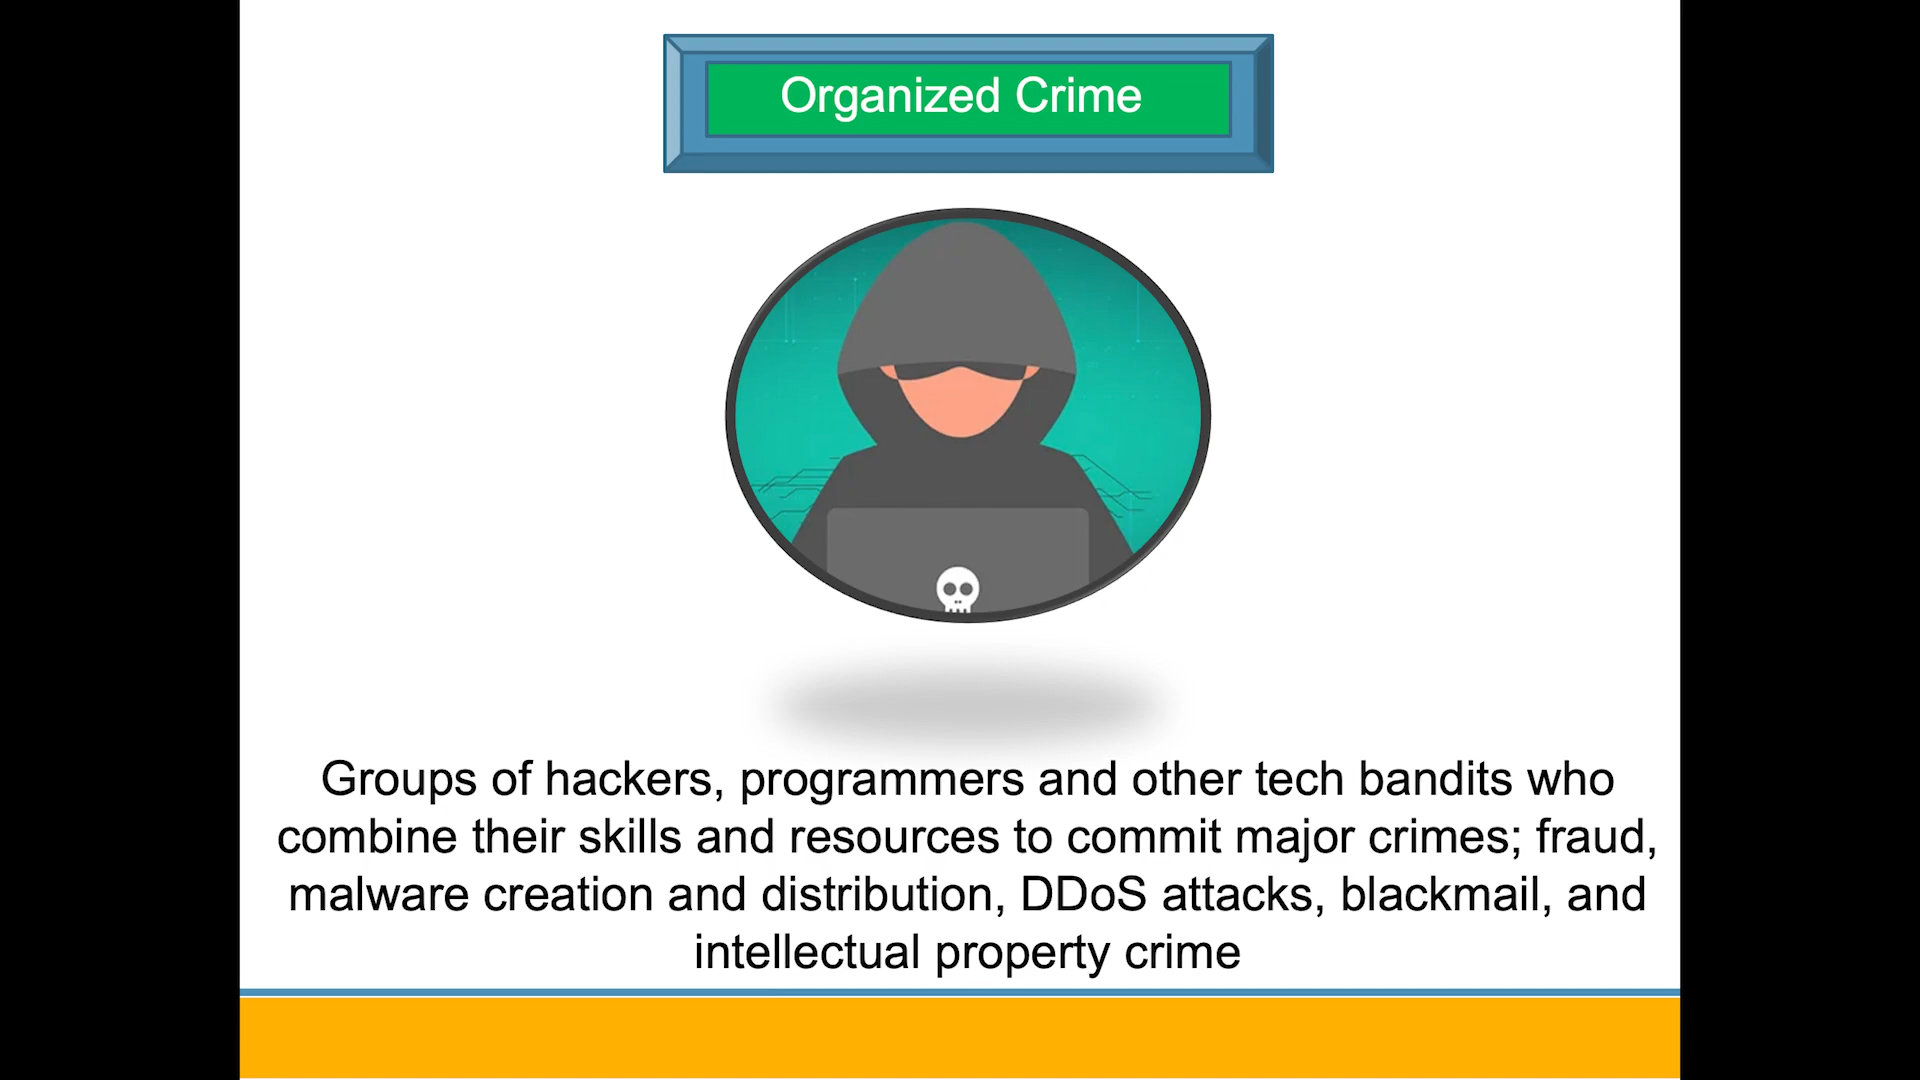 Organized Crime
Groups of hackers, programmers and other tech bandits who
combine their skills and resources to commit major crimes; fraud,
malware creation and distribution, DDoS attacks, blackmail, and
intellectual property crime